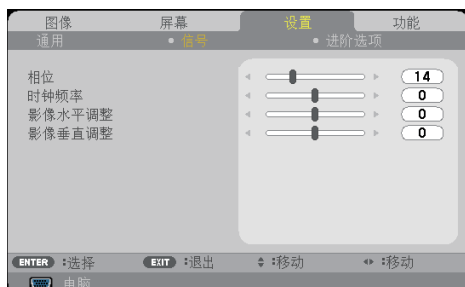 图像 屏幕 设置 功能
通用 • 信号 • 进阶选项
相位 14
时钟频率 0
影像水平调整 0
影像垂直调整 0
ENTER :选择 EXIT :退出 :移动 :移动
电脑